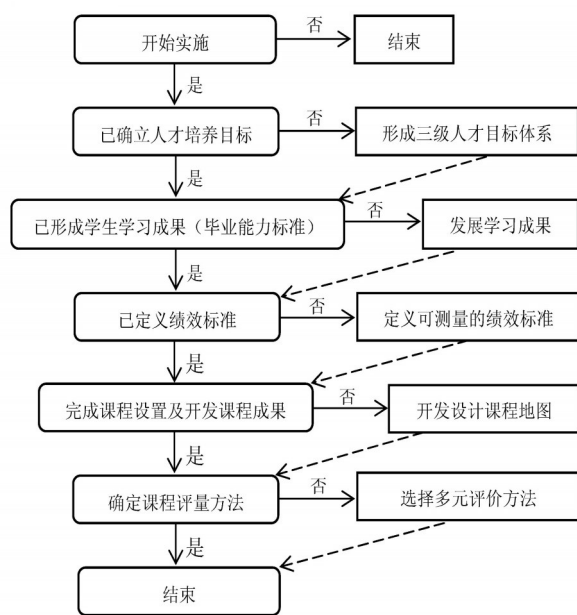 开始实施
否
结束
是
已确立人才培养目标
否
形成三级人才目标体系
是
已形成学生学习成果（毕业能力标准）
否
发展学习成果
是
已定义绩效标准
否
定义可测量的绩效标准
是
完成课程设置及开发课程成果
否
开发设计课程地图
是
确定课程评量方法
否
选择多元评价方法
是
结束